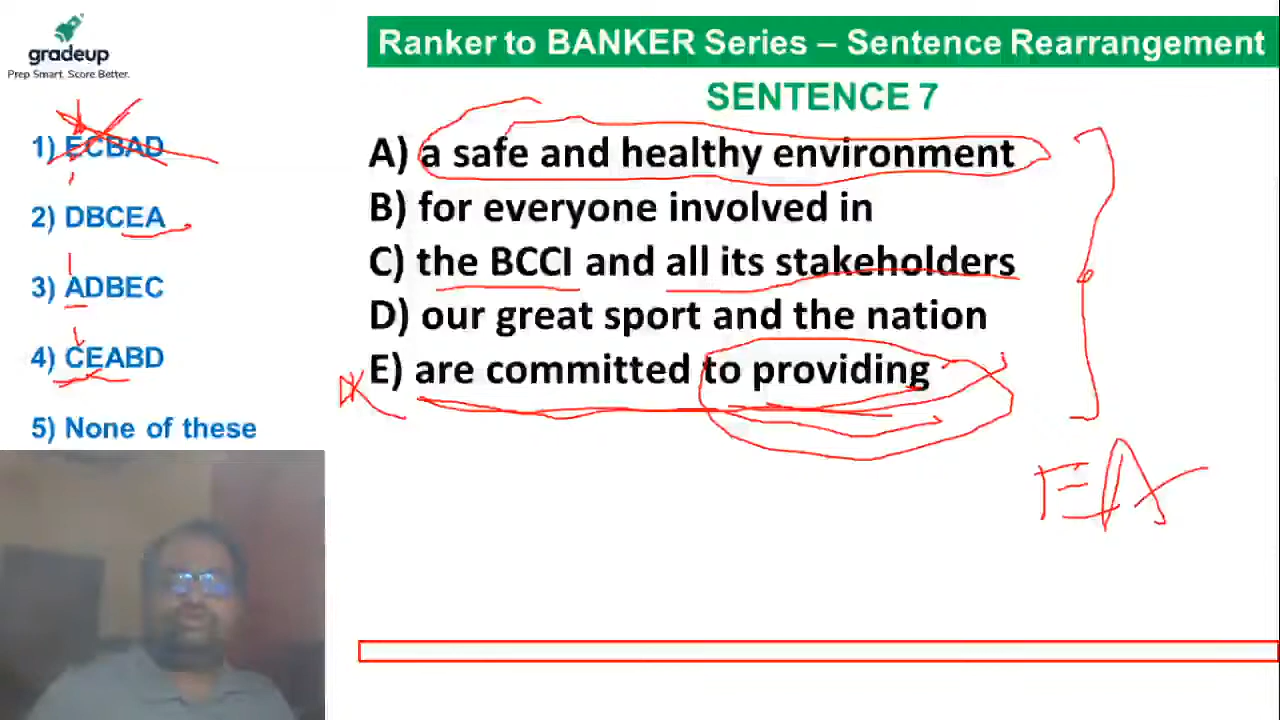 gradeup
Prep Smart. Score Better.
Ranker to BANKER Series – Sentence Rearrangement
SENTENCE 7
1) ECBAD
2) DBCEA
3) ADBEC
4) CEABD
5) None of these
A) a safe and healthy environment
B) for everyone involved in
C) the BCCI and all its stakeholders
D) our great sport and the nation
E) are committed to providing
EA